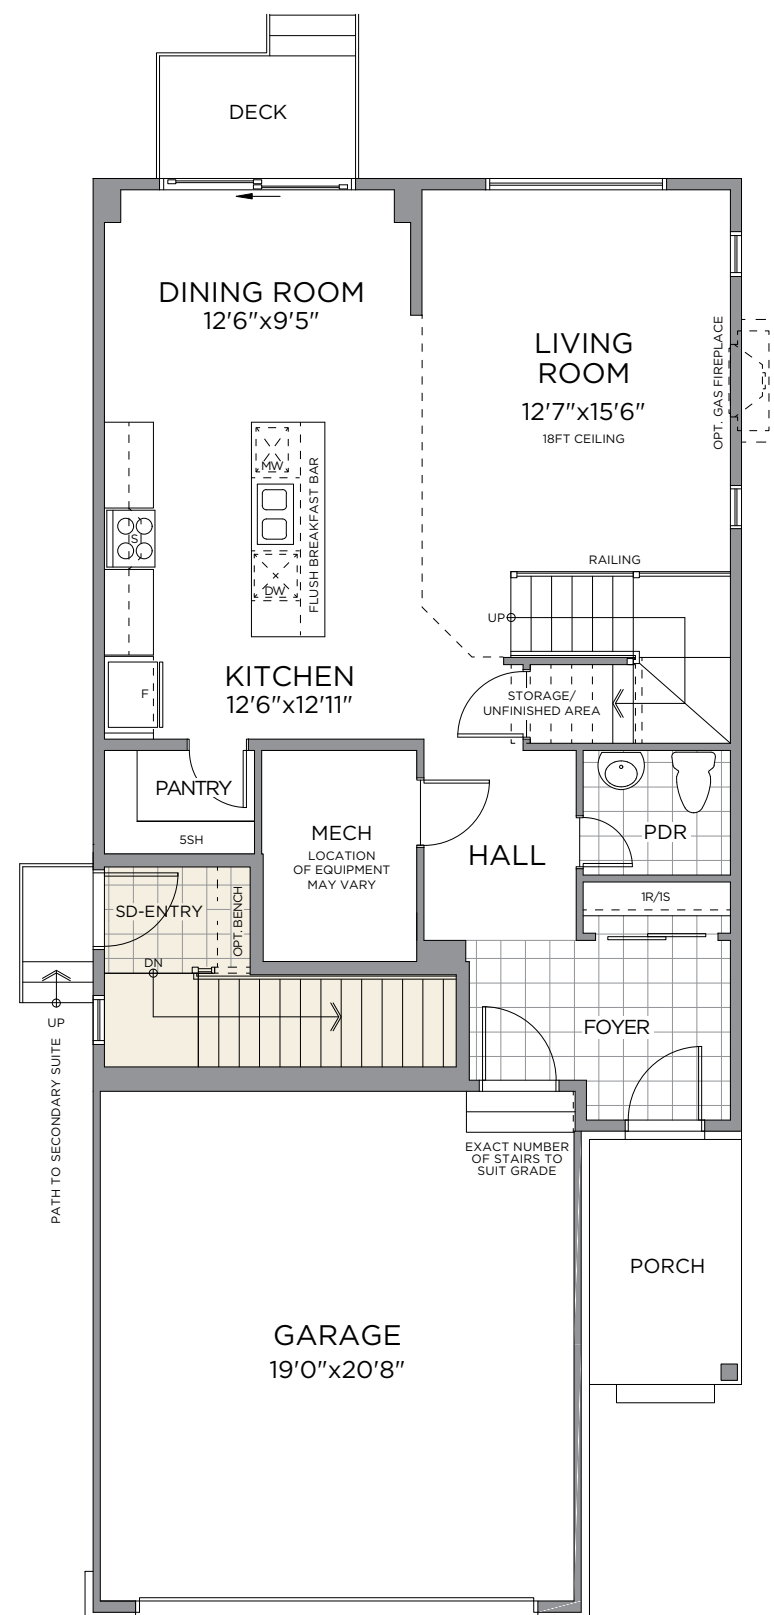 DECK
DINING ROOM
12'6"x9'5"
LIVING
ROOM
12'7"x15'6"
18FT CEILING
OPT. GAS FIREPLACE
MW
S
DW
FLUSH BREAKFAST BAR
RAILING
UP
KITCHEN
12'6"x12'11"
F
STORAGE/
UNFINISHED AREA
PANTRY
5SH
MECH
LOCATION
OF EQUIPMENT
MAY VARY
HALL
PDR
1R/1S
SD-ENTRY
OPT. BENCH
DN
UP
PATH TO SECONDARY SUITE
FOYER
EXACT NUMBER
OF STAIRS TO
SUIT GRADE
PORCH
GARAGE
19'0"x20'8"